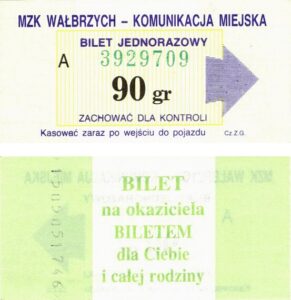 MZK WAŁBRZYCH – KOMUNIKACJA MIEJSKA
BILET JEDNORAZOWY
A 3929709
90 gr
ZACHOWAĆ DLA KONTROLI
Kasować zaraz po wejściu do pojazdu Cz.Z.G.
BILET
na okaziciela
BILETEM
dla Ciebie
i całej rodziny